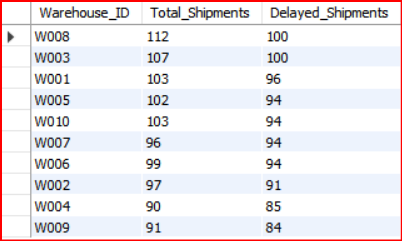 Warehouse_ID Total_Shipments Delayed_Shipments
W008 112 100
W003 107 100
W001 103 96
W005 102 94
W010 103 94
W007 96 94
W006 99 94
W002 97 91
W004 90 85
W009 91 84